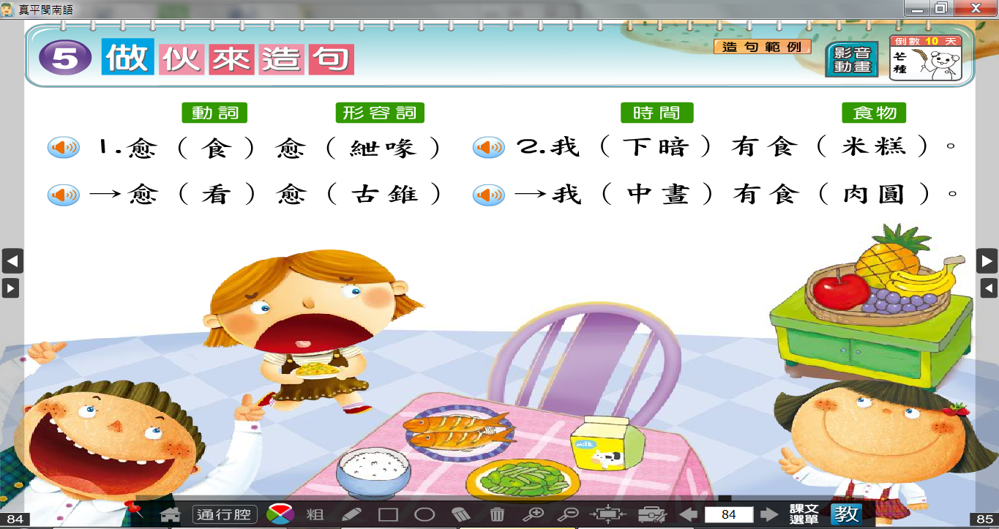 真平閩南語
5 做伙來造句
造句範例
影音動畫
倒數 10 天
芒種
動詞 形容詞
1.愈（食）愈（紲喙）
→愈（看）愈（古錐）
時間 食物
2.我（下暗）有食（米糕）。
→我（中晝）有食（肉圓）。
milk
84
通行腔 粗 84 課文選單 教
85